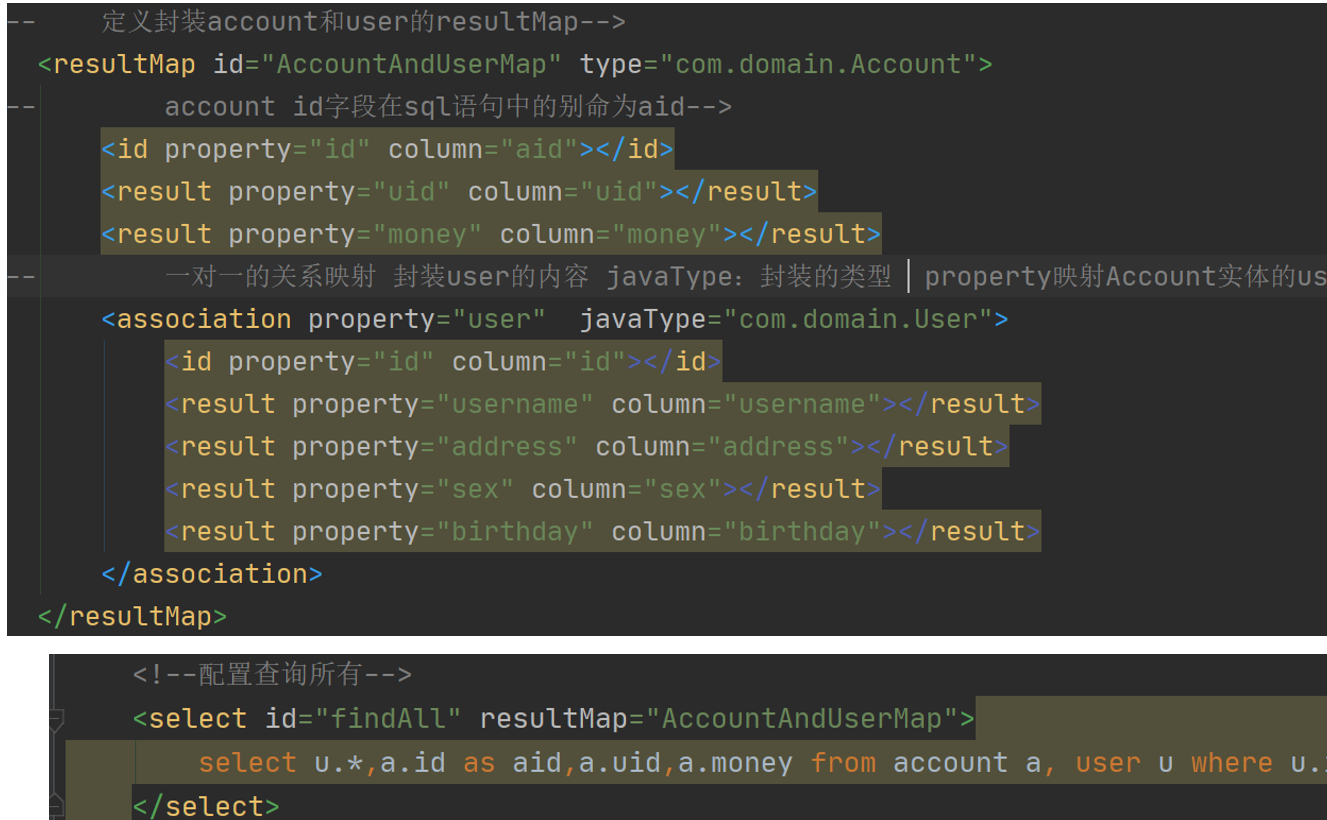 -- 定义封装account和user的resultMap-->
<resultMap id="AccountAndUserMap" type="com.domain.Account">
-- account id字段在sql语句中的别命为aid-->
<id property="id" column="aid"></id>
<result property="uid" column="uid"></result>
<result property="money" column="money"></result>
-- 一对一的关系映射 封装user的内容 javaType：封装的类型 property映射Account实体的us
<association property="user" javaType="com.domain.User">
<id property="id" column="id"></id>
<result property="username" column="username"></result>
<result property="address" column="address"></result>
<result property="sex" column="sex"></result>
<result property="birthday" column="birthday"></result>
</association>
</resultMap>
<!--配置查询所有-->
<select id="findAll" resultMap="AccountAndUserMap">
select u.*,a.id as aid,a.uid,a.money from account a, user u where u.
</select>